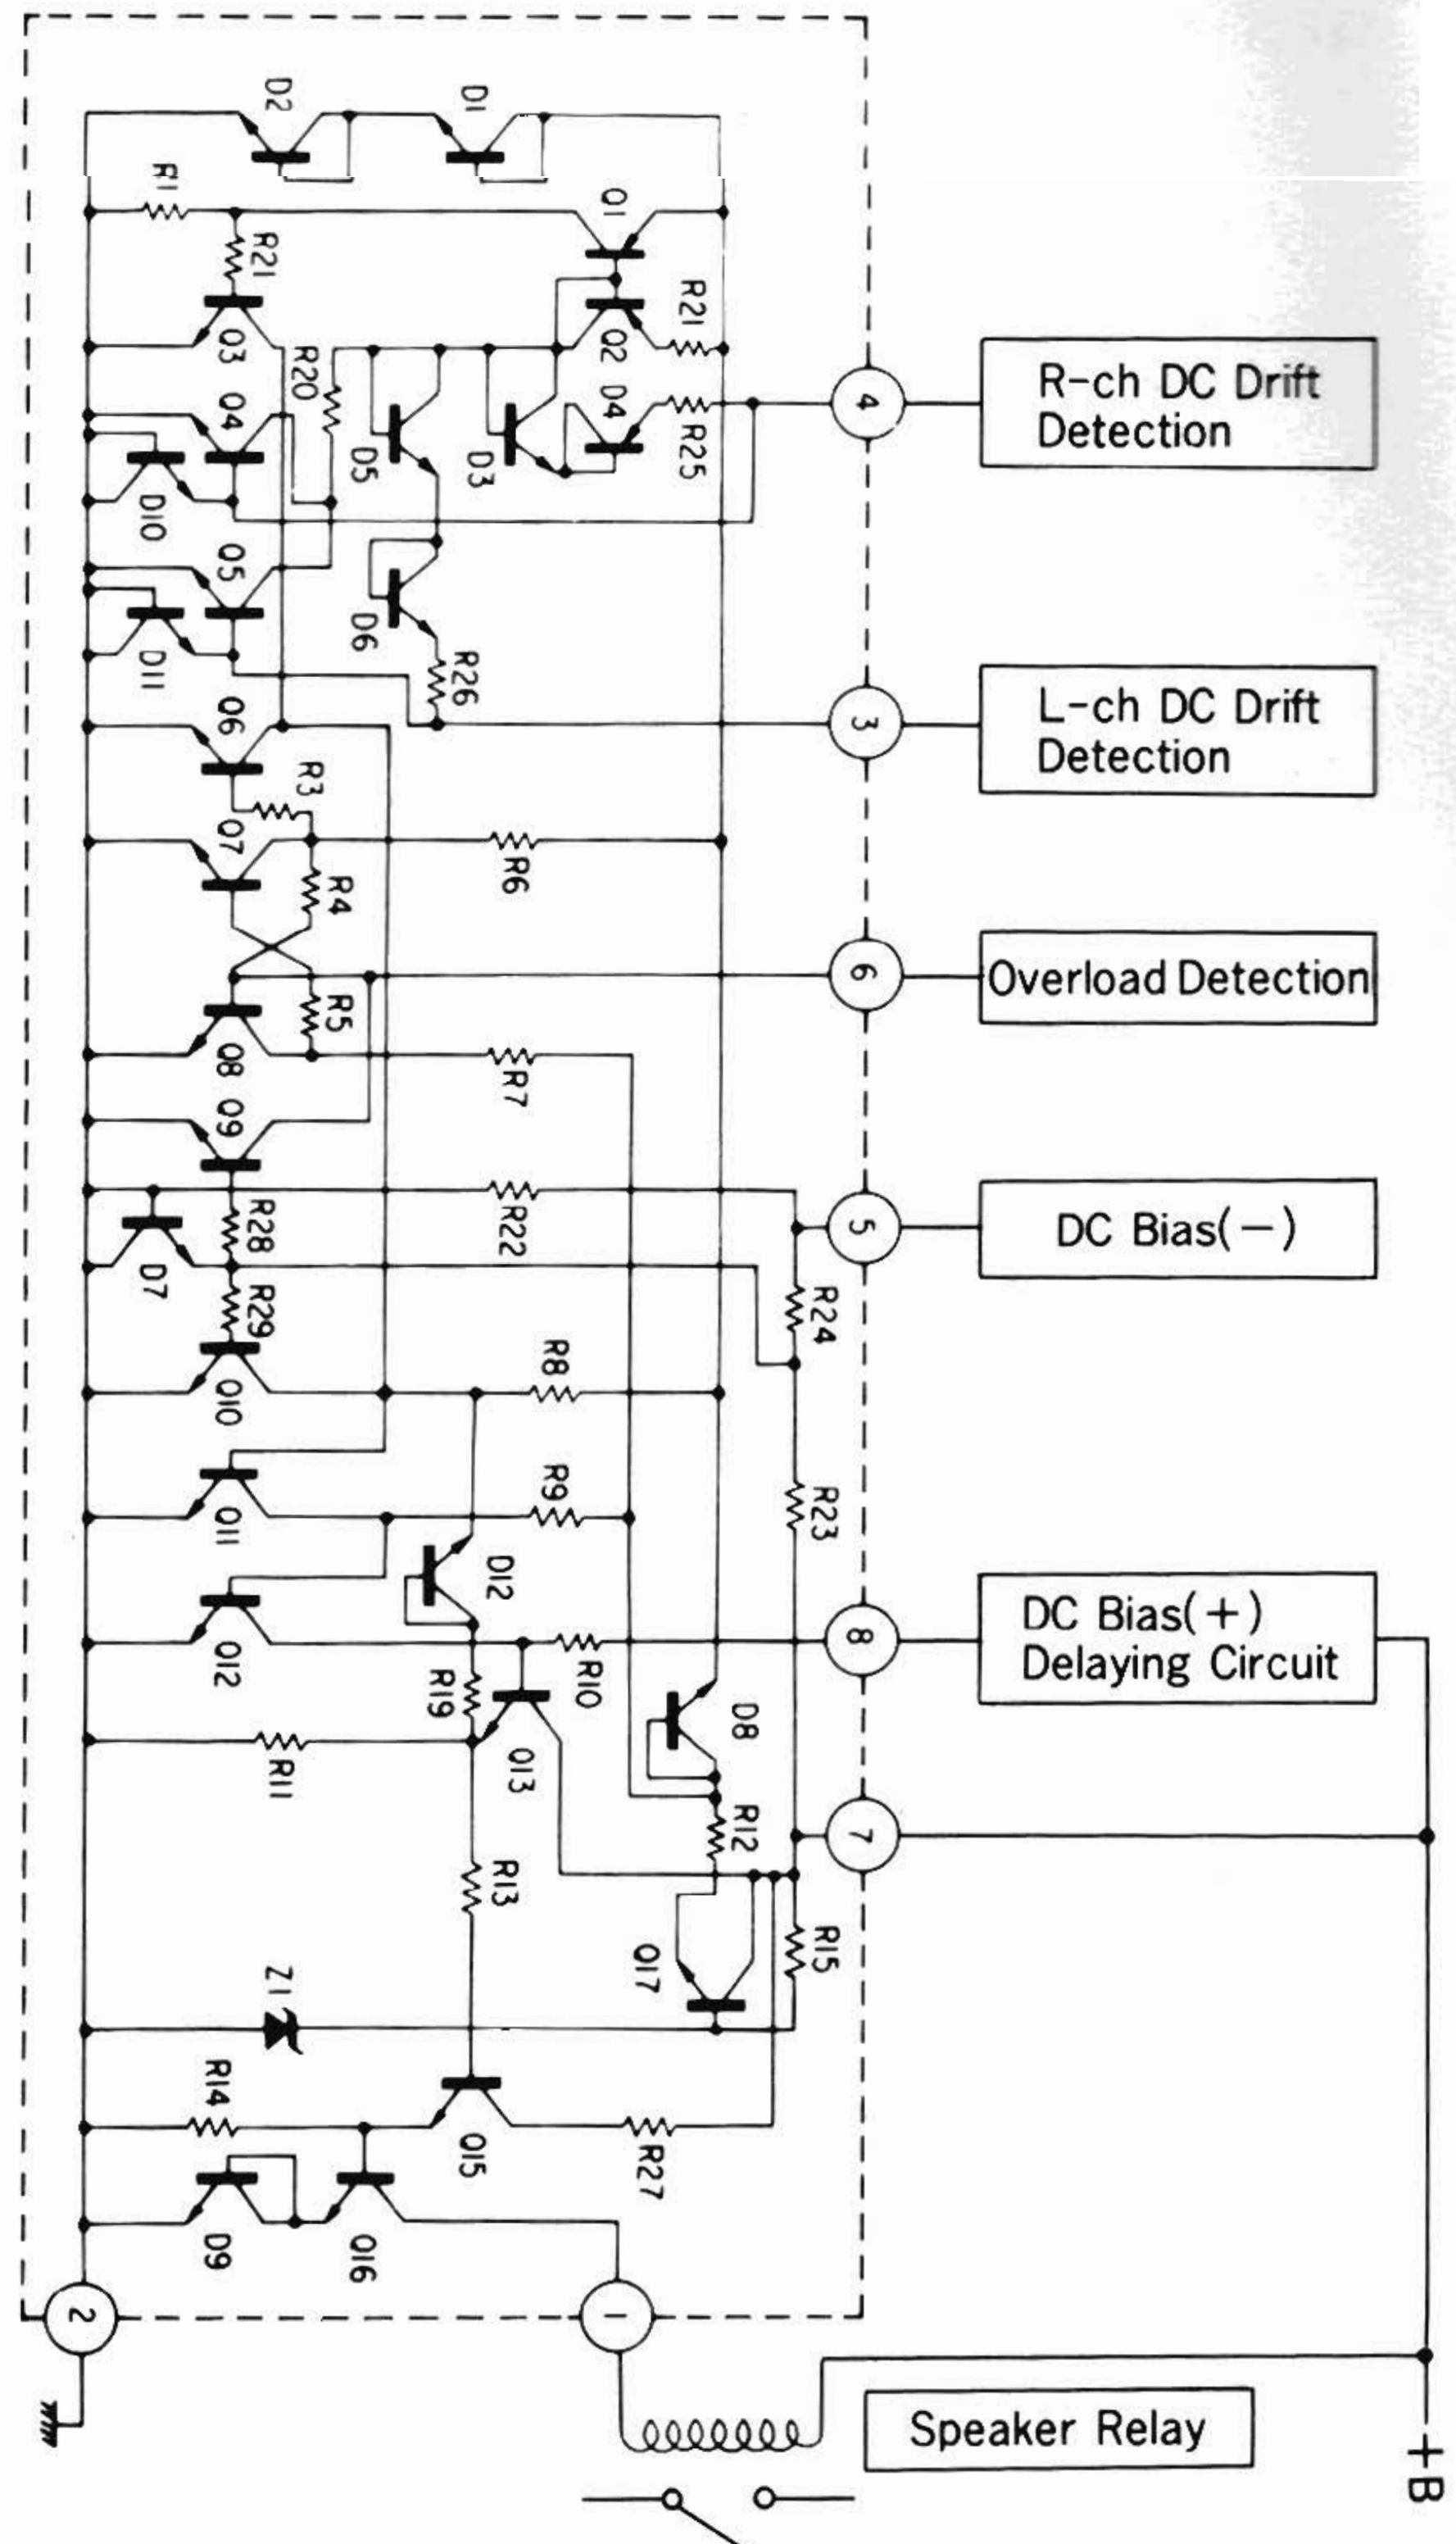 D2
D1
R1
Q1
R21
R21
Q3
R20
Q2
D4
R25
Q4
D5
D3
D10
Q5
D6
D11
R26
Q6
R3
Q7
R4
R6
R5
Q8
R7
Q9
R28
R22
D7
R29
R24
R8
Q10
R9
R23
Q11
D12
Q12
R19
R10
D8
R11
Q13
R12
R13
R15
Q17
Z1
R14
Q15
R27
D9
Q16
4
R-ch DC Drift
Detection
3
L-ch DC Drift
Detection
6
Overload Detection
5
DC Bias(−)
8
DC Bias(+)
Delaying Circuit
7
2
1
Speaker Relay
+B